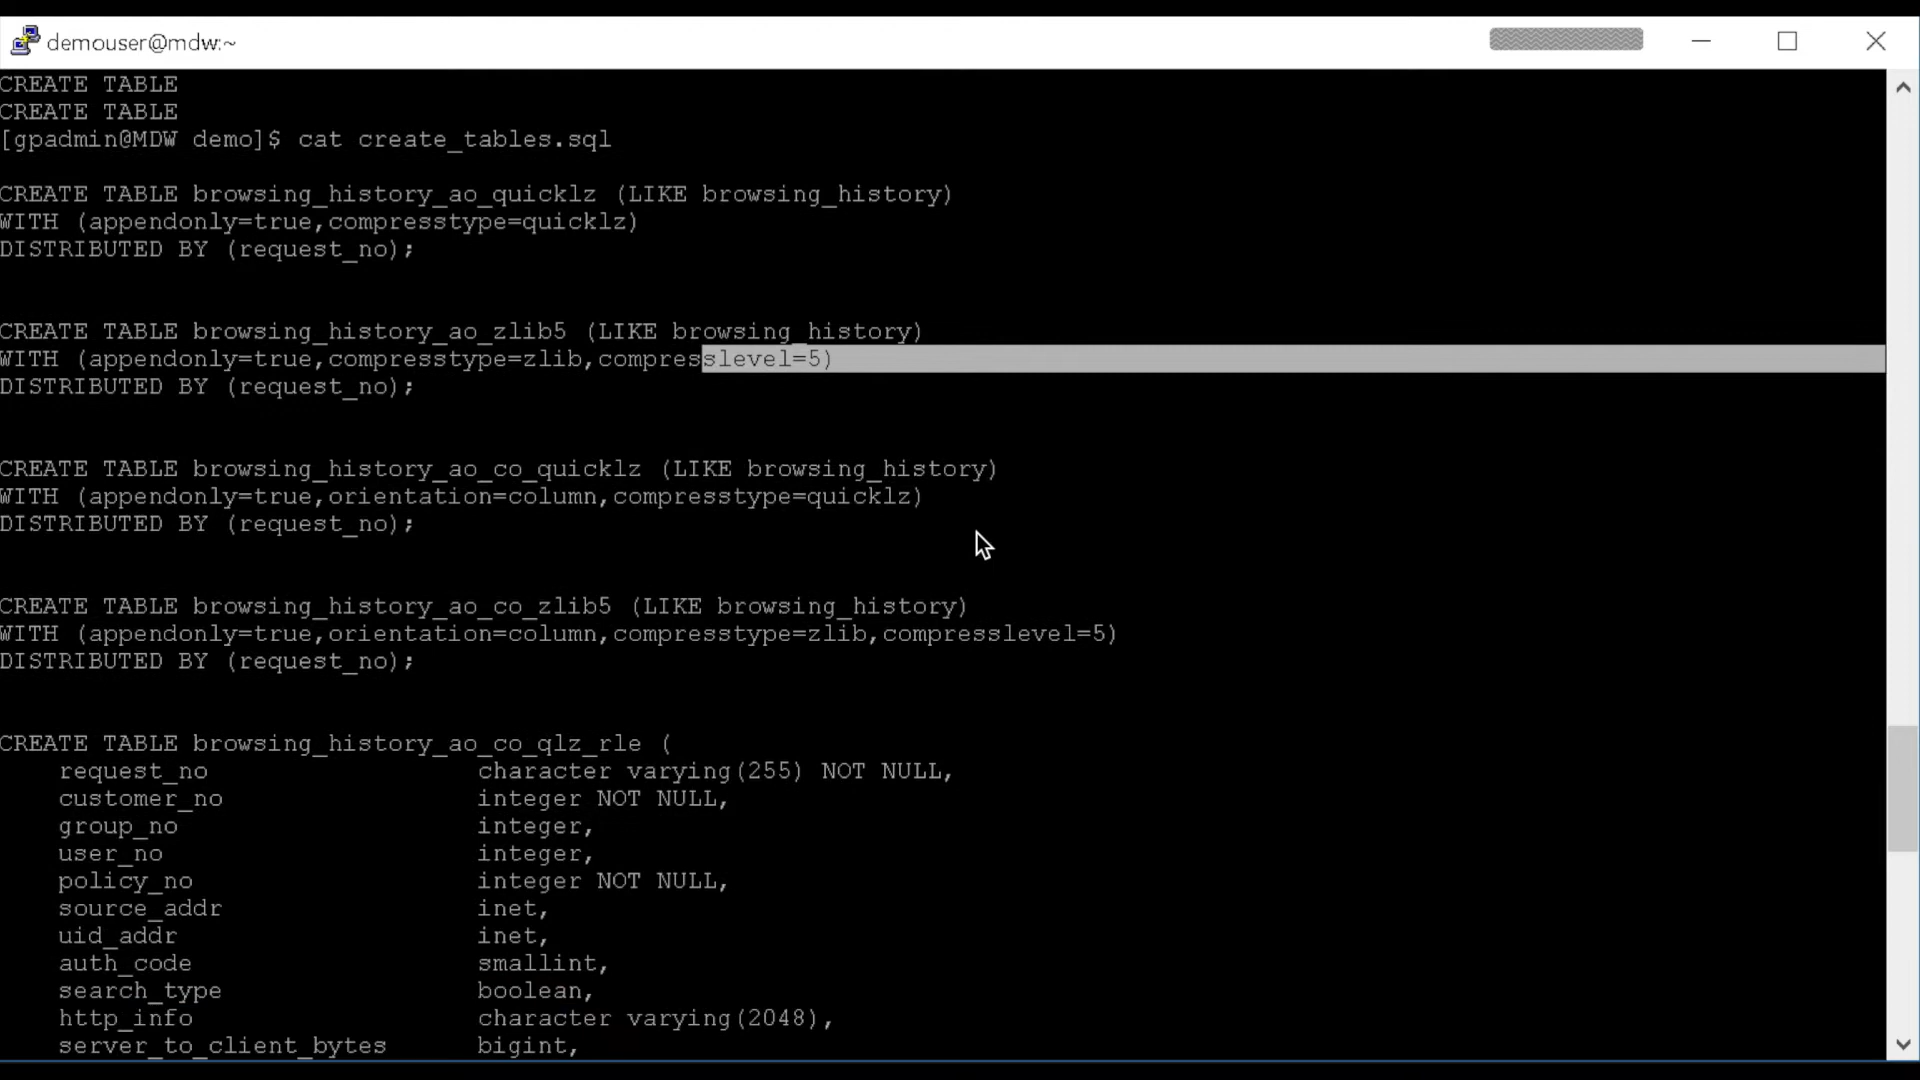 demouser@mdw:~
CREATE TABLE
CREATE TABLE
[gpadmin@MDW demo]$ cat create_tables.sql
CREATE TABLE browsing_history_ao_quicklz (LIKE browsing_history)
WITH (appendonly=true,compresstype=quicklz)
DISTRIBUTED BY (request_no);
CREATE TABLE browsing_history_ao_zlib5 (LIKE browsing_history)
WITH (appendonly=true,compresstype=zlib,compresslevel=5)
DISTRIBUTED BY (request_no);
CREATE TABLE browsing_history_ao_co_quicklz (LIKE browsing_history)
WITH (appendonly=true,orientation=column,compresstype=quicklz)
DISTRIBUTED BY (request_no);
CREATE TABLE browsing_history_ao_co_zlib5 (LIKE browsing_history)
WITH (appendonly=true,orientation=column,compresstype=zlib,compresslevel=5)
DISTRIBUTED BY (request_no);
CREATE TABLE browsing_history_ao_co_qlz_rle (
request_no character varying(255) NOT NULL,
customer_no integer NOT NULL,
group_no integer,
user_no integer,
policy_no integer NOT NULL,
source_addr inet,
uid_addr inet,
auth_code smallint,
search_type boolean,
http_info character varying(2048),
server_to_client_bytes bigint,